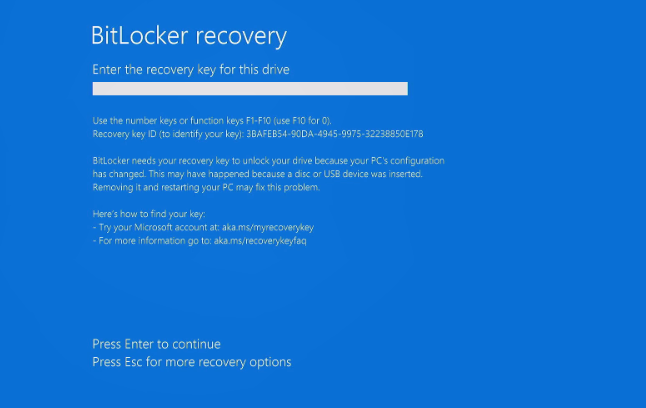 BitLocker recovery
Enter the recovery key for this drive
Use the number keys or function keys F1-F10 (use F10 for 0).
Recovery key ID (to identify your key): 3BAFEB54-90DA-4945-9975-32238850E178
BitLocker needs your recovery key to unlock your drive because your PC's configuration
has changed. This may have happened because a disc or USB device was inserted.
Removing it and restarting your PC may fix this problem.
Here's how to find your key:
- Try your Microsoft account at: aka.ms/myrecoverykey
- For more information go to: aka.ms/recoverykeyfaq
Press Enter to continue
Press Esc for more recovery options